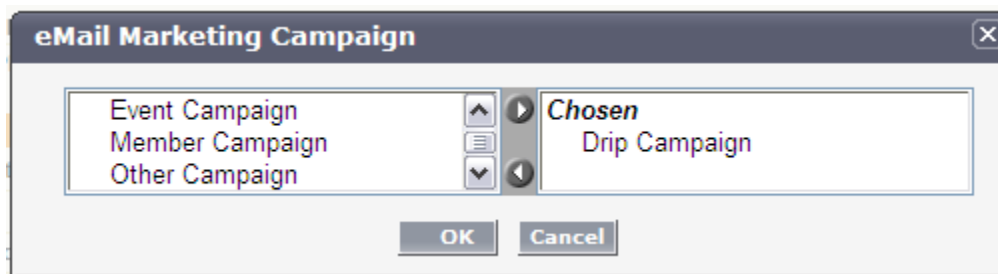 eMail Marketing Campaign
Event Campaign
Member Campaign
Other Campaign
Chosen
Drip Campaign
OK
Cancel